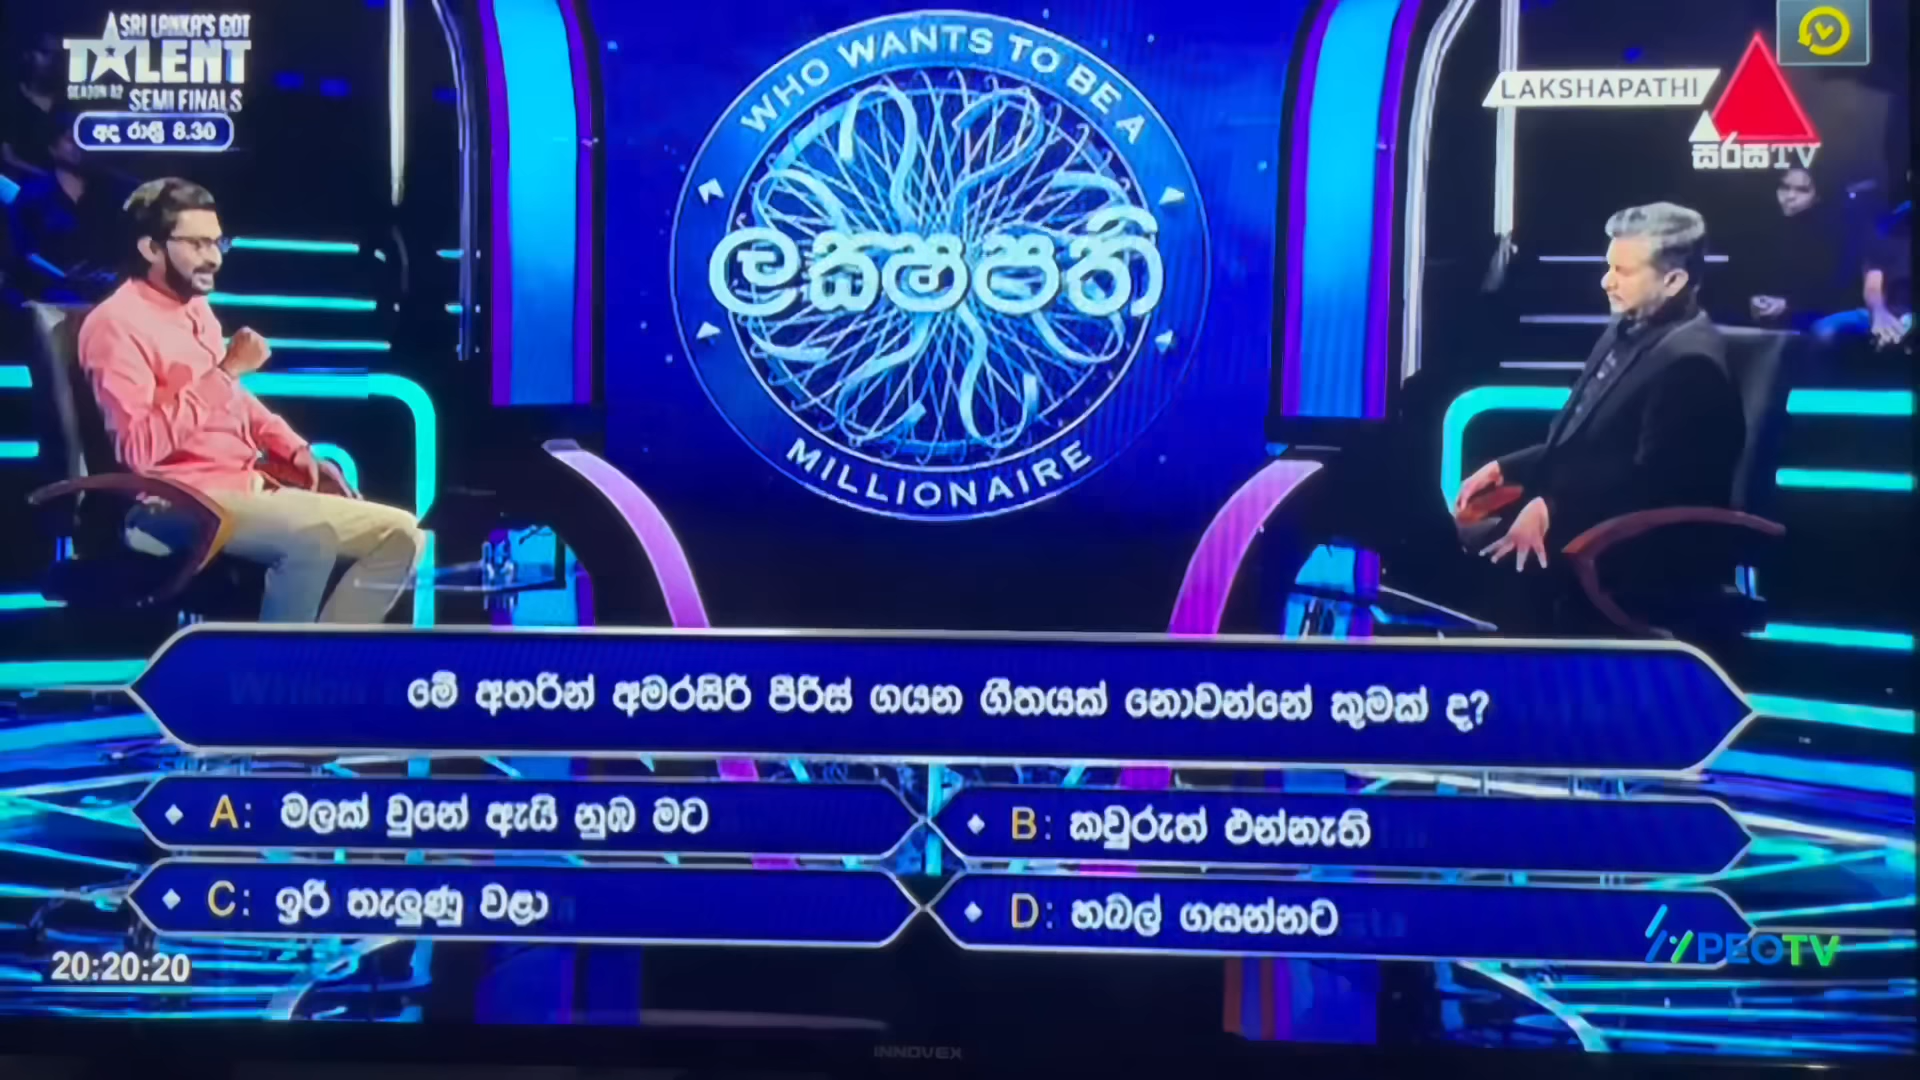 SRI LANKA'S GOT
TALENT
SEASON 02
SEMI FINALS
අද රාත්‍රී 8.30
WHO WANTS TO BE A
ලක්ෂපති
MILLIONAIRE
LAKSHAPATHI
සිරස TV
මේ අතරින් අමරසිරි පීරිස් ගයන ගීතයක් නොවන්නේ කුමක් ද?
A: මලක් වුනේ ඇයි නුඹ මට
B: කවුරුත් එන්නැති
C: ඉරි තැලුණු වළා
D: හබල් ගසන්නට
20:20:20
PEOTV
INNOVEX